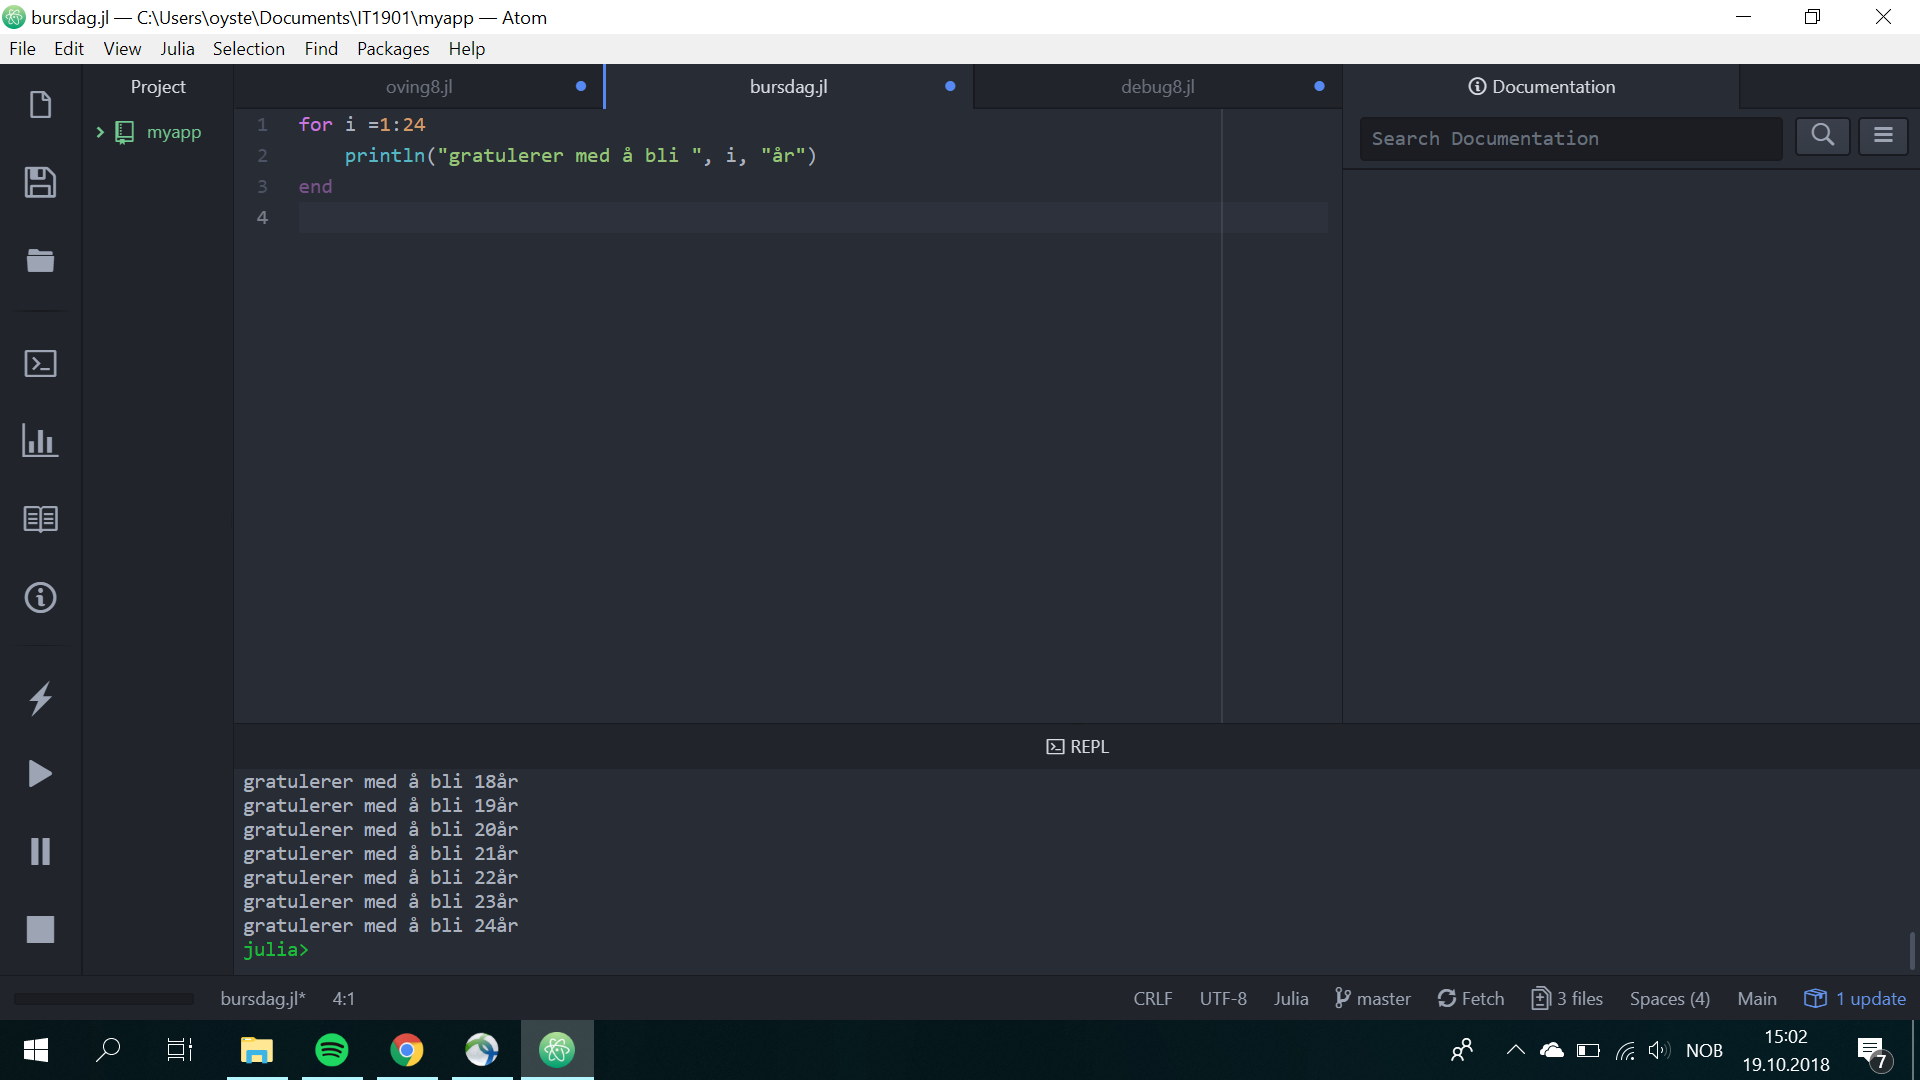 bursdag.jl — C:\Users\oyste\Documents\IT1901\myapp — Atom
File Edit View Julia Selection Find Packages Help
Project
myapp
oving8.jl bursdag.jl debug8.jl
1 for i =1:24
2     println("gratulerer med å bli ", i, "år")
3 end
4
Documentation
Search Documentation
REPL
gratulerer med å bli 18år
gratulerer med å bli 19år
gratulerer med å bli 20år
gratulerer med å bli 21år
gratulerer med å bli 22år
gratulerer med å bli 23år
gratulerer med å bli 24år
julia>
bursdag.jl* 4:1 CRLF UTF-8 Julia master Fetch 3 files Spaces (4) Main 1 update
NOB
15:02
19.10.2018
7